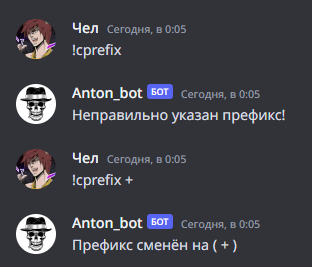 Чел Сегодня, в 0:05
!cprefix
Anton_bot БОТ Сегодня, в 0:05
Неправильно указан префикс!
Чел Сегодня, в 0:05
!cprefix +
Anton_bot БОТ Сегодня, в 0:05
Префикс сменён на ( + )